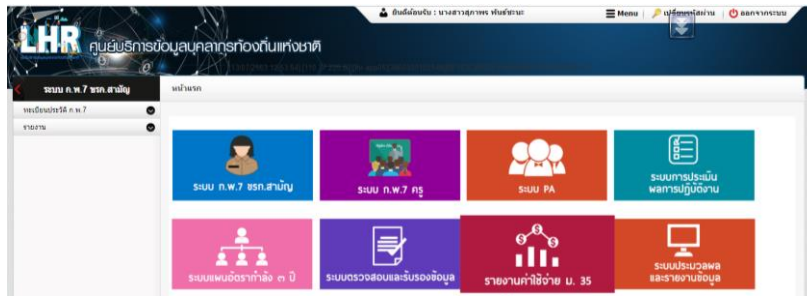 ยินดีต้อนรับ : นางสาวสุภาพร พันธ์ชะนะ
Menu
เปลี่ยนรหัสผ่าน
ออกจากระบบ
LHR ศูนย์บริการข้อมูลบุคลากรท้องถิ่นแห่งชาติ
ระบบ ก.พ.7 ขรก.สามัญ
หน้าแรก
ทะเบียนประวัติ ก.พ.7
รายงาน
ระบบ ก.พ.7 ขรก.สามัญ
ระบบ ก.พ.7 ครู
ระบบ PA
ระบบการประเมิน
ผลการปฏิบัติงาน
ระบบแผนอัตรากำลัง ๓ ปี
ระบบตรวจสอบและรับรองข้อมูล
รายงานค่าใช้จ่าย ม. 35
ระบบประมวลผล
และรายงานข้อมูล